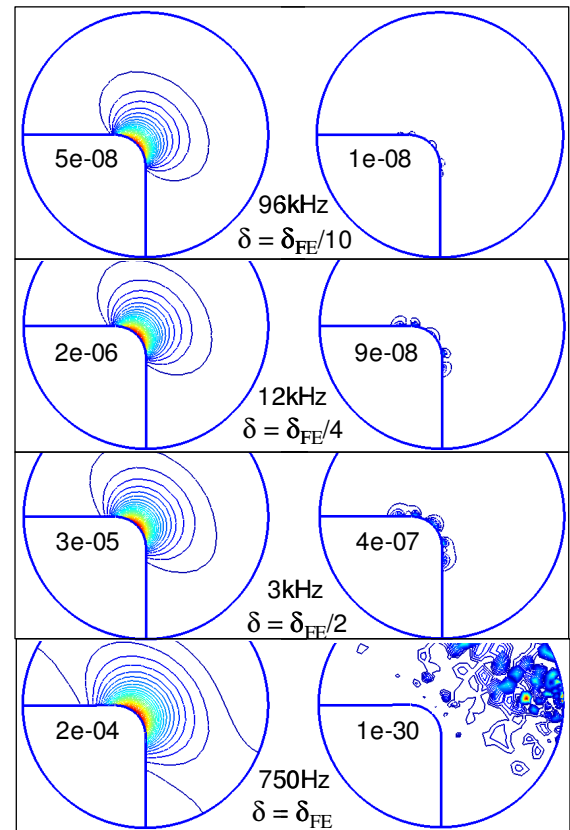 5e-08 1e-08
96kHz
δ = δFE/10
2e-06 9e-08
12kHz
δ = δFE/4
3e-05 4e-07
3kHz
δ = δFE/2
2e-04 1e-30
750Hz
δ = δFE